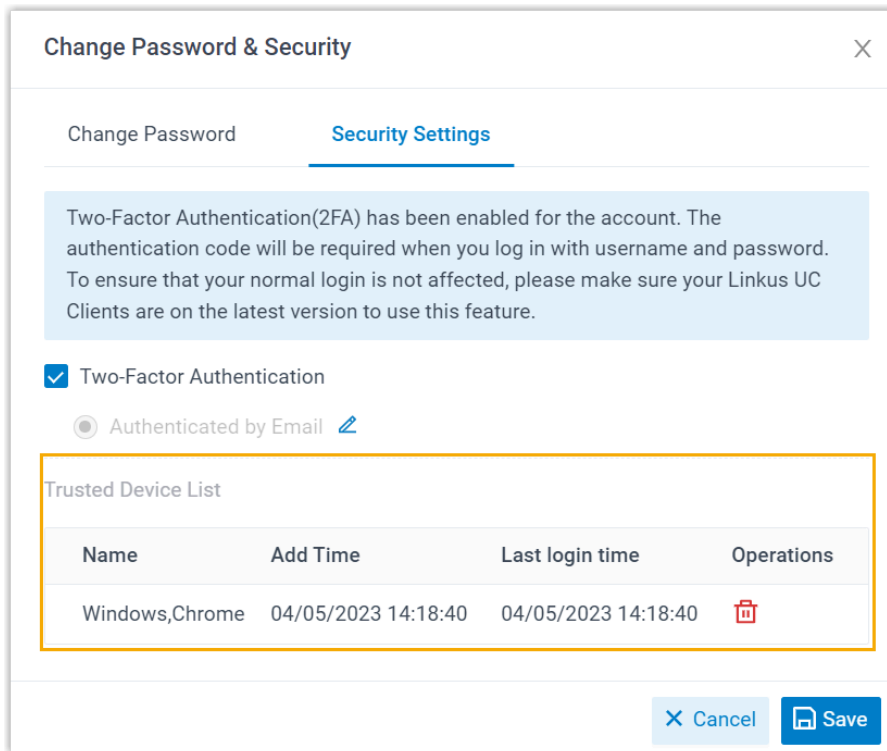 Change Password & Security
Change Password Security Settings
Two-Factor Authentication(2FA) has been enabled for the account. The
authentication code will be required when you log in with username and password.
To ensure that your normal login is not affected, please make sure your Linkus UC
Clients are on the latest version to use this feature.
Two-Factor Authentication
Authenticated by Email
Trusted Device List
Name Add Time Last login time Operations
Windows,Chrome 04/05/2023 14:18:40 04/05/2023 14:18:40
Cancel Save